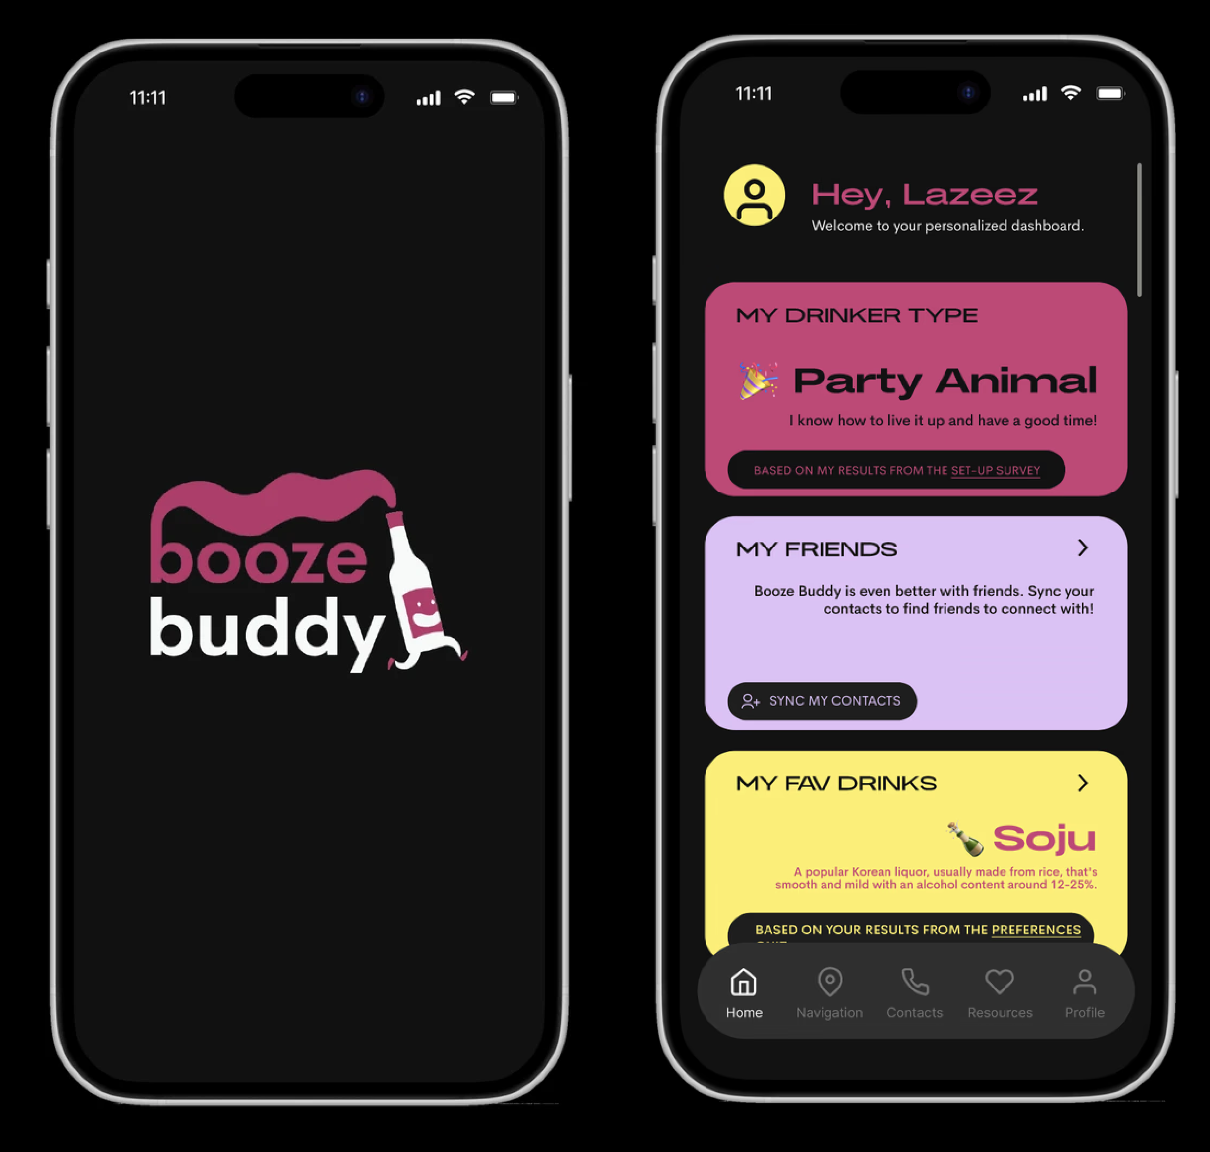 11:11
booze
buddy
11:11
Hey, Lazeez
Welcome to your personalized dashboard.
MY DRINKER TYPE
Party Animal
I know how to live it up and have a good time!
BASED ON MY RESULTS FROM THE SET-UP SURVEY
MY FRIENDS
Booze Buddy is even better with friends. Sync your
contacts to find friends to connect with!
SYNC MY CONTACTS
MY FAV DRINKS
Soju
A popular Korean liquor, usually made from rice, that's
smooth and mild with an alcohol content around 12-25%.
BASED ON YOUR RESULTS FROM THE PREFERENCES
Home
Navigation
Contacts
Resources
Profile